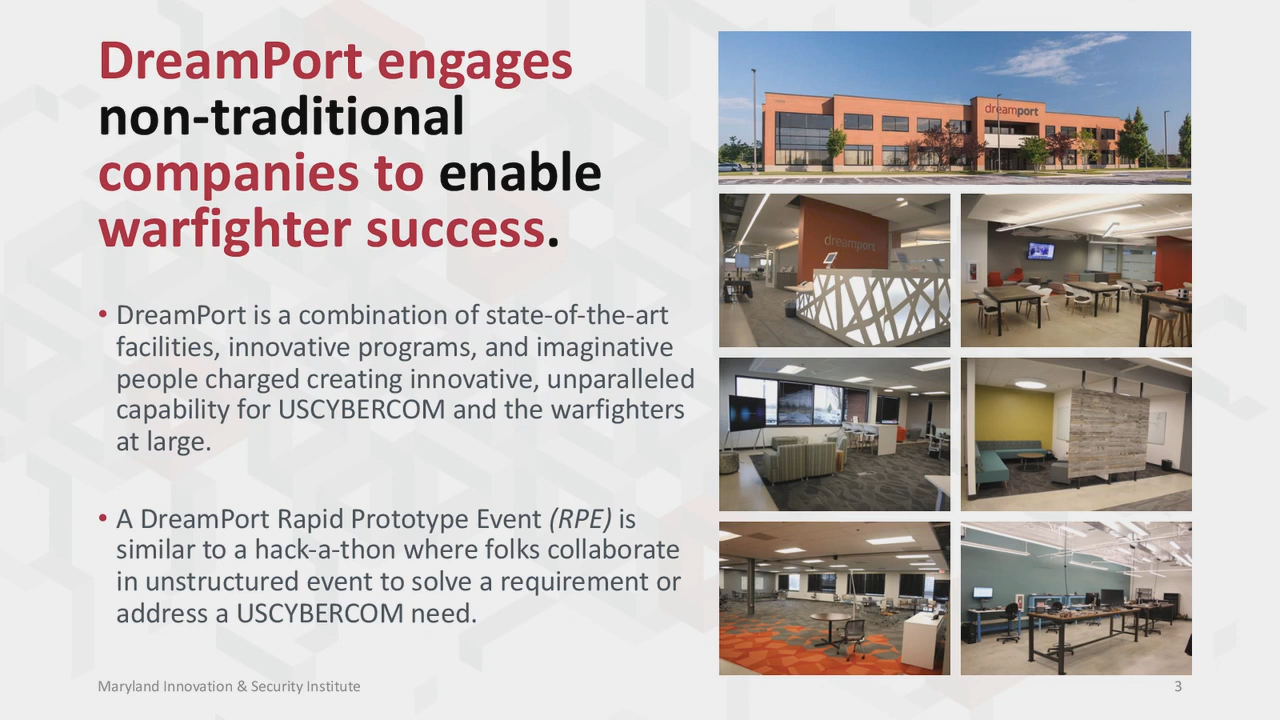 DreamPort engages
non-traditional
companies to enable
warfighter success.
• DreamPort is a combination of state-of-the-art
facilities, innovative programs, and imaginative
people charged creating innovative, unparalleled
capability for USCYBERCOM and the warfighters
at large.
• A DreamPort Rapid Prototype Event (RPE) is
similar to a hack-a-thon where folks collaborate
in unstructured event to solve a requirement or
address a USCYBERCOM need.
dreamport
dreamport
Maryland Innovation & Security Institute
3